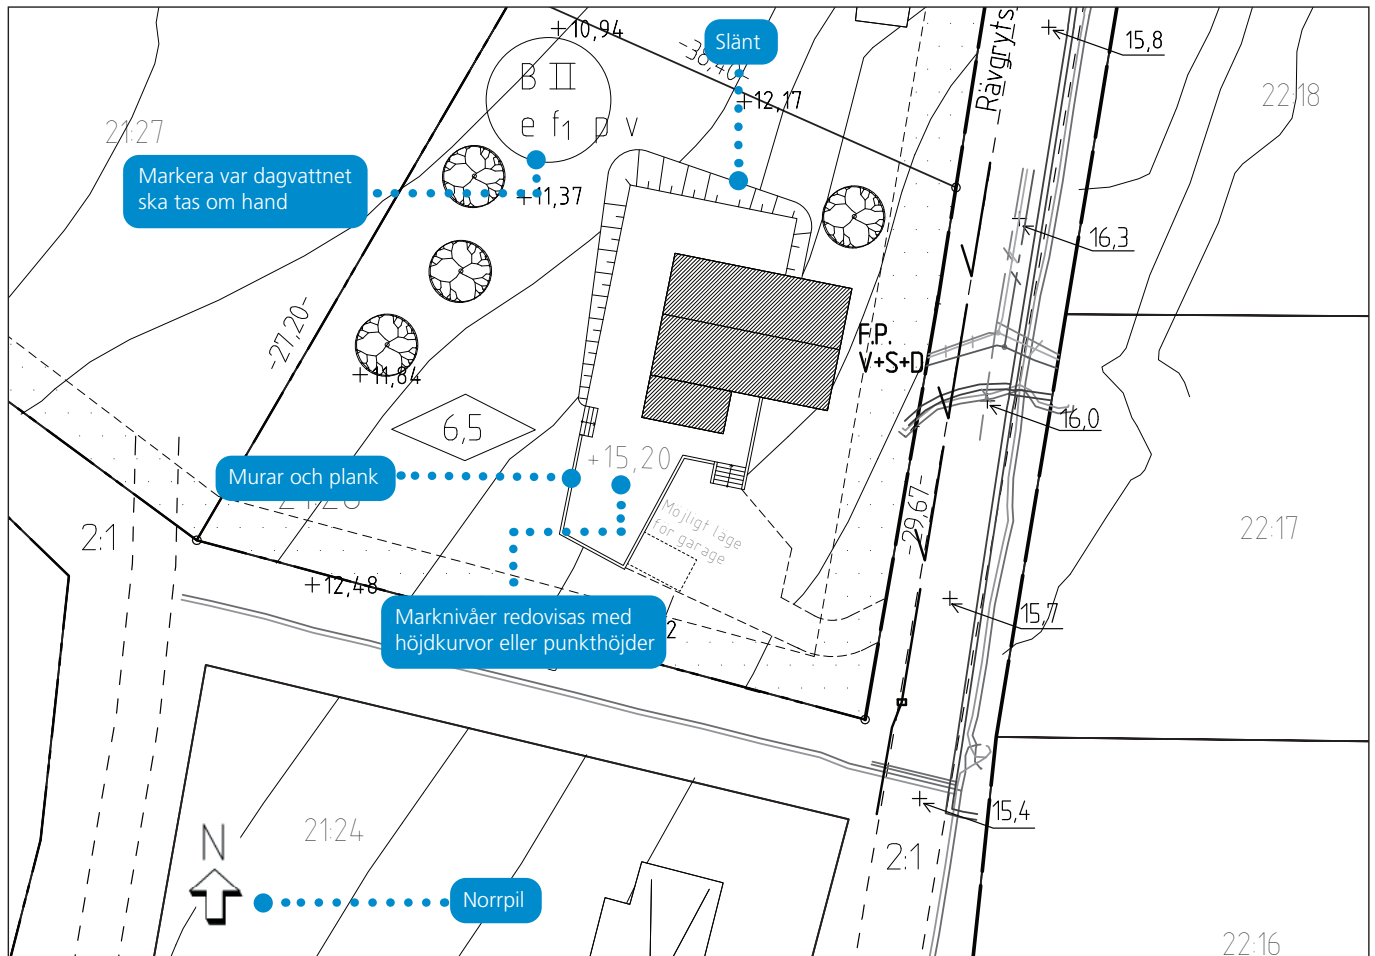 +10,94
Slänt
-38,40-
Rävgryts
15,8
B II
e f1 p v
+12,17
22:18
21:27
Markera var dagvattnet
ska tas om hand
+11,37
16,3
-27,20-
F.P.
V+S+D
+11,84
6,5
16,0
+15,20
Murar och plank
-29,67-
2:1
Möjligt läge
för garage
22:17
+12,48
Marknivåer redovisas med
höjdkurvor eller punkthöjder
2
15,7
15,4
N
21:24
2:1
Norrpil
22:16